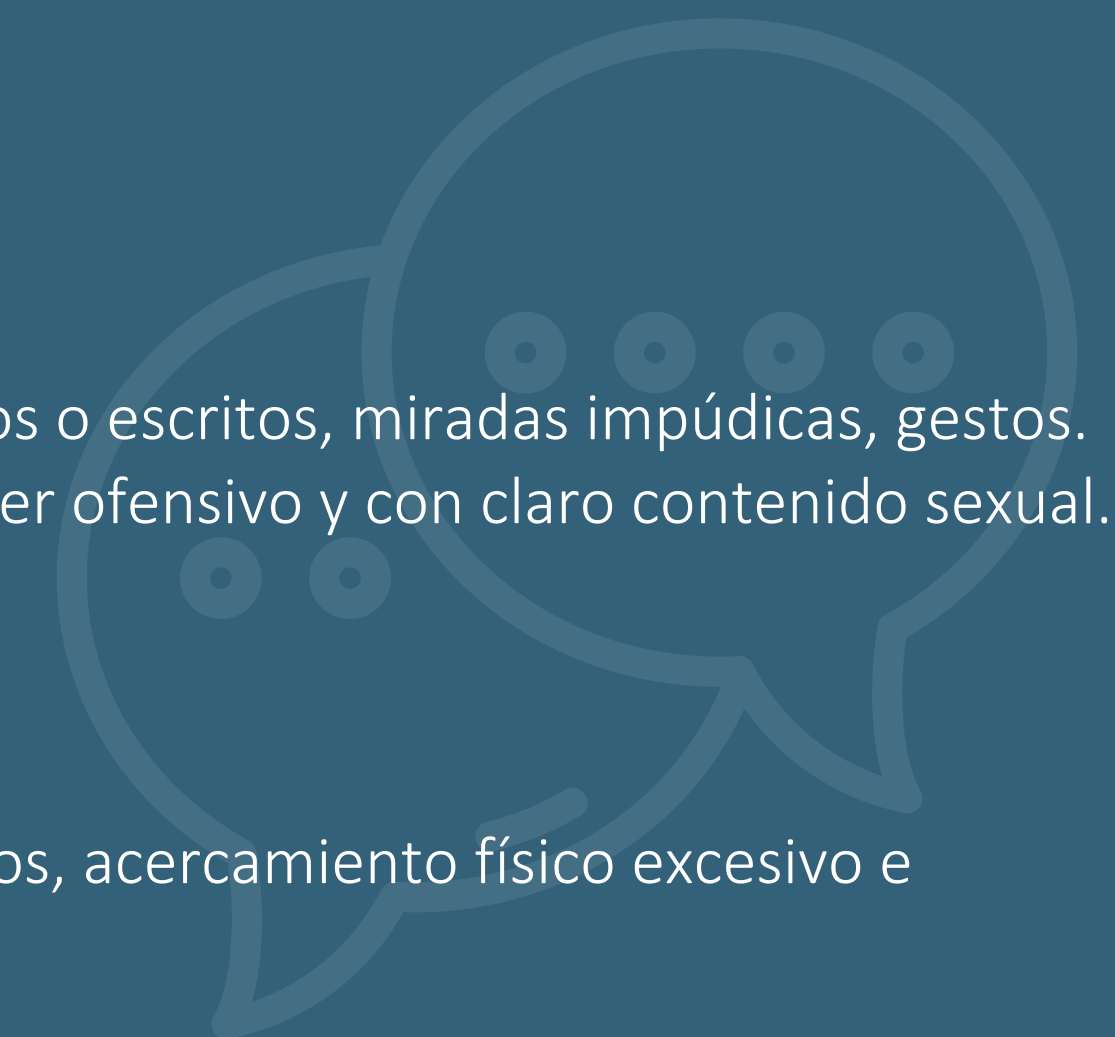 os o escritos, miradas impúdicas, gestos.
er ofensivo y con claro contenido sexual.
os, acercamiento físico excesivo e